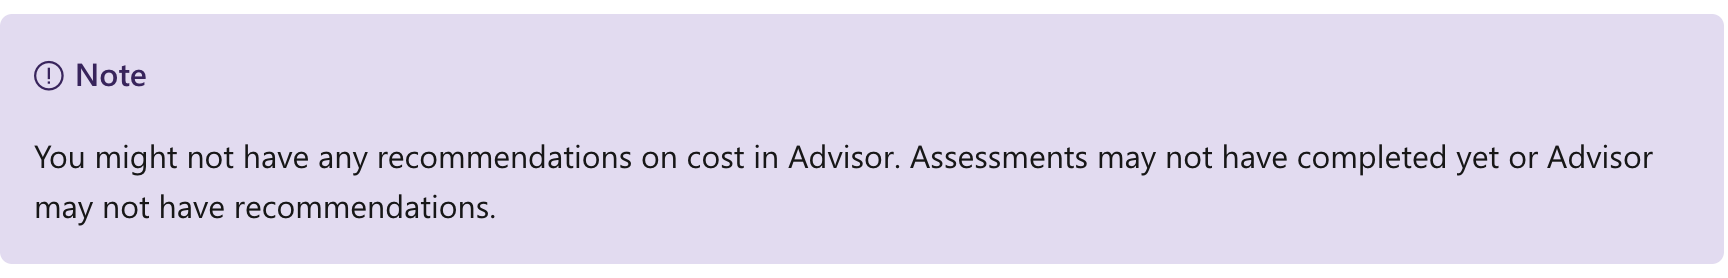 Note
You might not have any recommendations on cost in Advisor. Assessments may not have completed yet or Advisor
may not have recommendations.